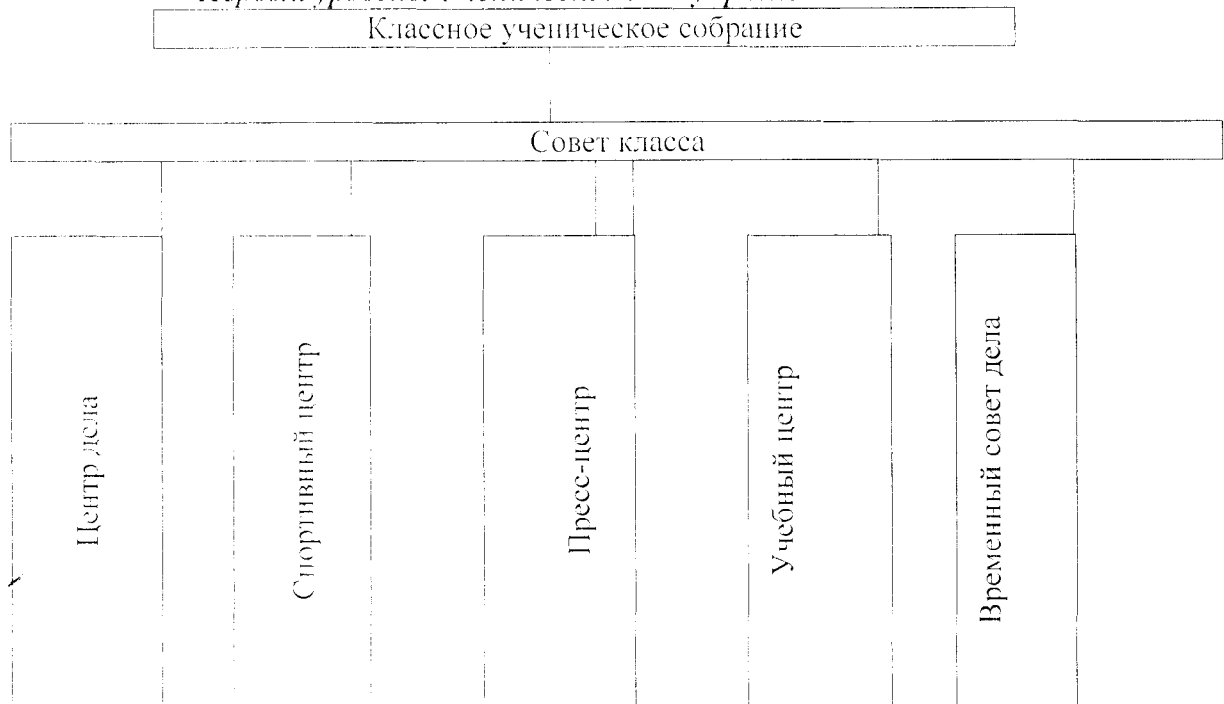 Классное ученическое собрание
Совет класса
Центр дела
Спортивный центр
Пресс-центр
Учебный центр
Временный совет дела